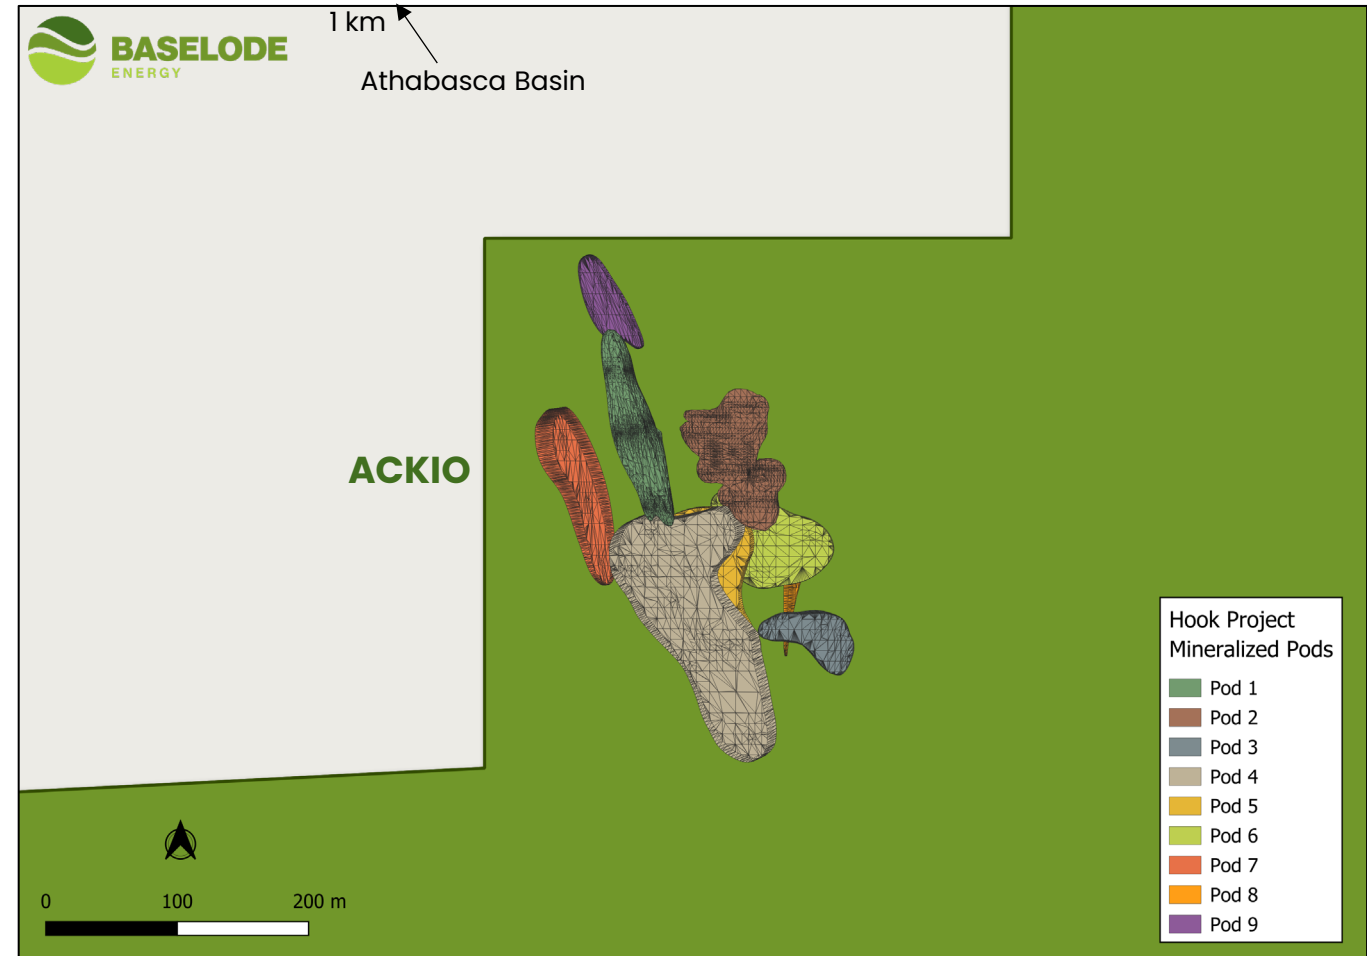 1 km
BASELODE
ENERGY
Athabasca Basin
ACKIO
Hook Project
Mineralized Pods
Pod 1
Pod 2
Pod 3
Pod 4
Pod 5
Pod 6
Pod 7
Pod 8
Pod 9
0 100 200 m